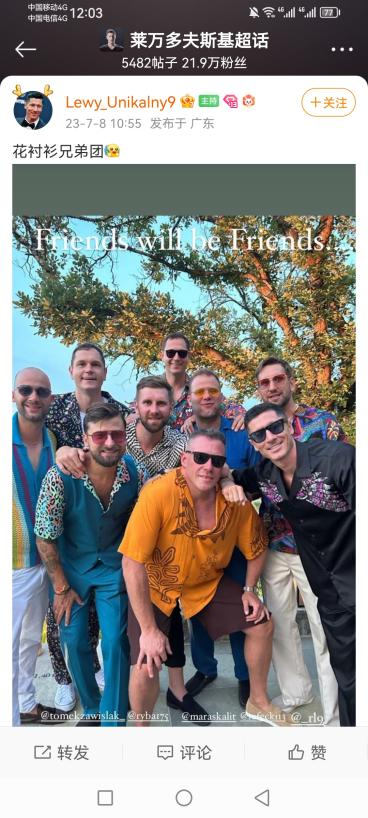 中国移动4G 12:03
中国电信4G
4G 4G 77
莱万多夫斯基超话
5482帖子 21.9万粉丝
Lewy_Unikalny9 主持
+关注
23-7-8 10:55 发布于 广东
花衬衫兄弟团
Friends will be Friends...
@tomekzawislak_ @ryba175 @maraskalit @_rl9
转发
评论
赞